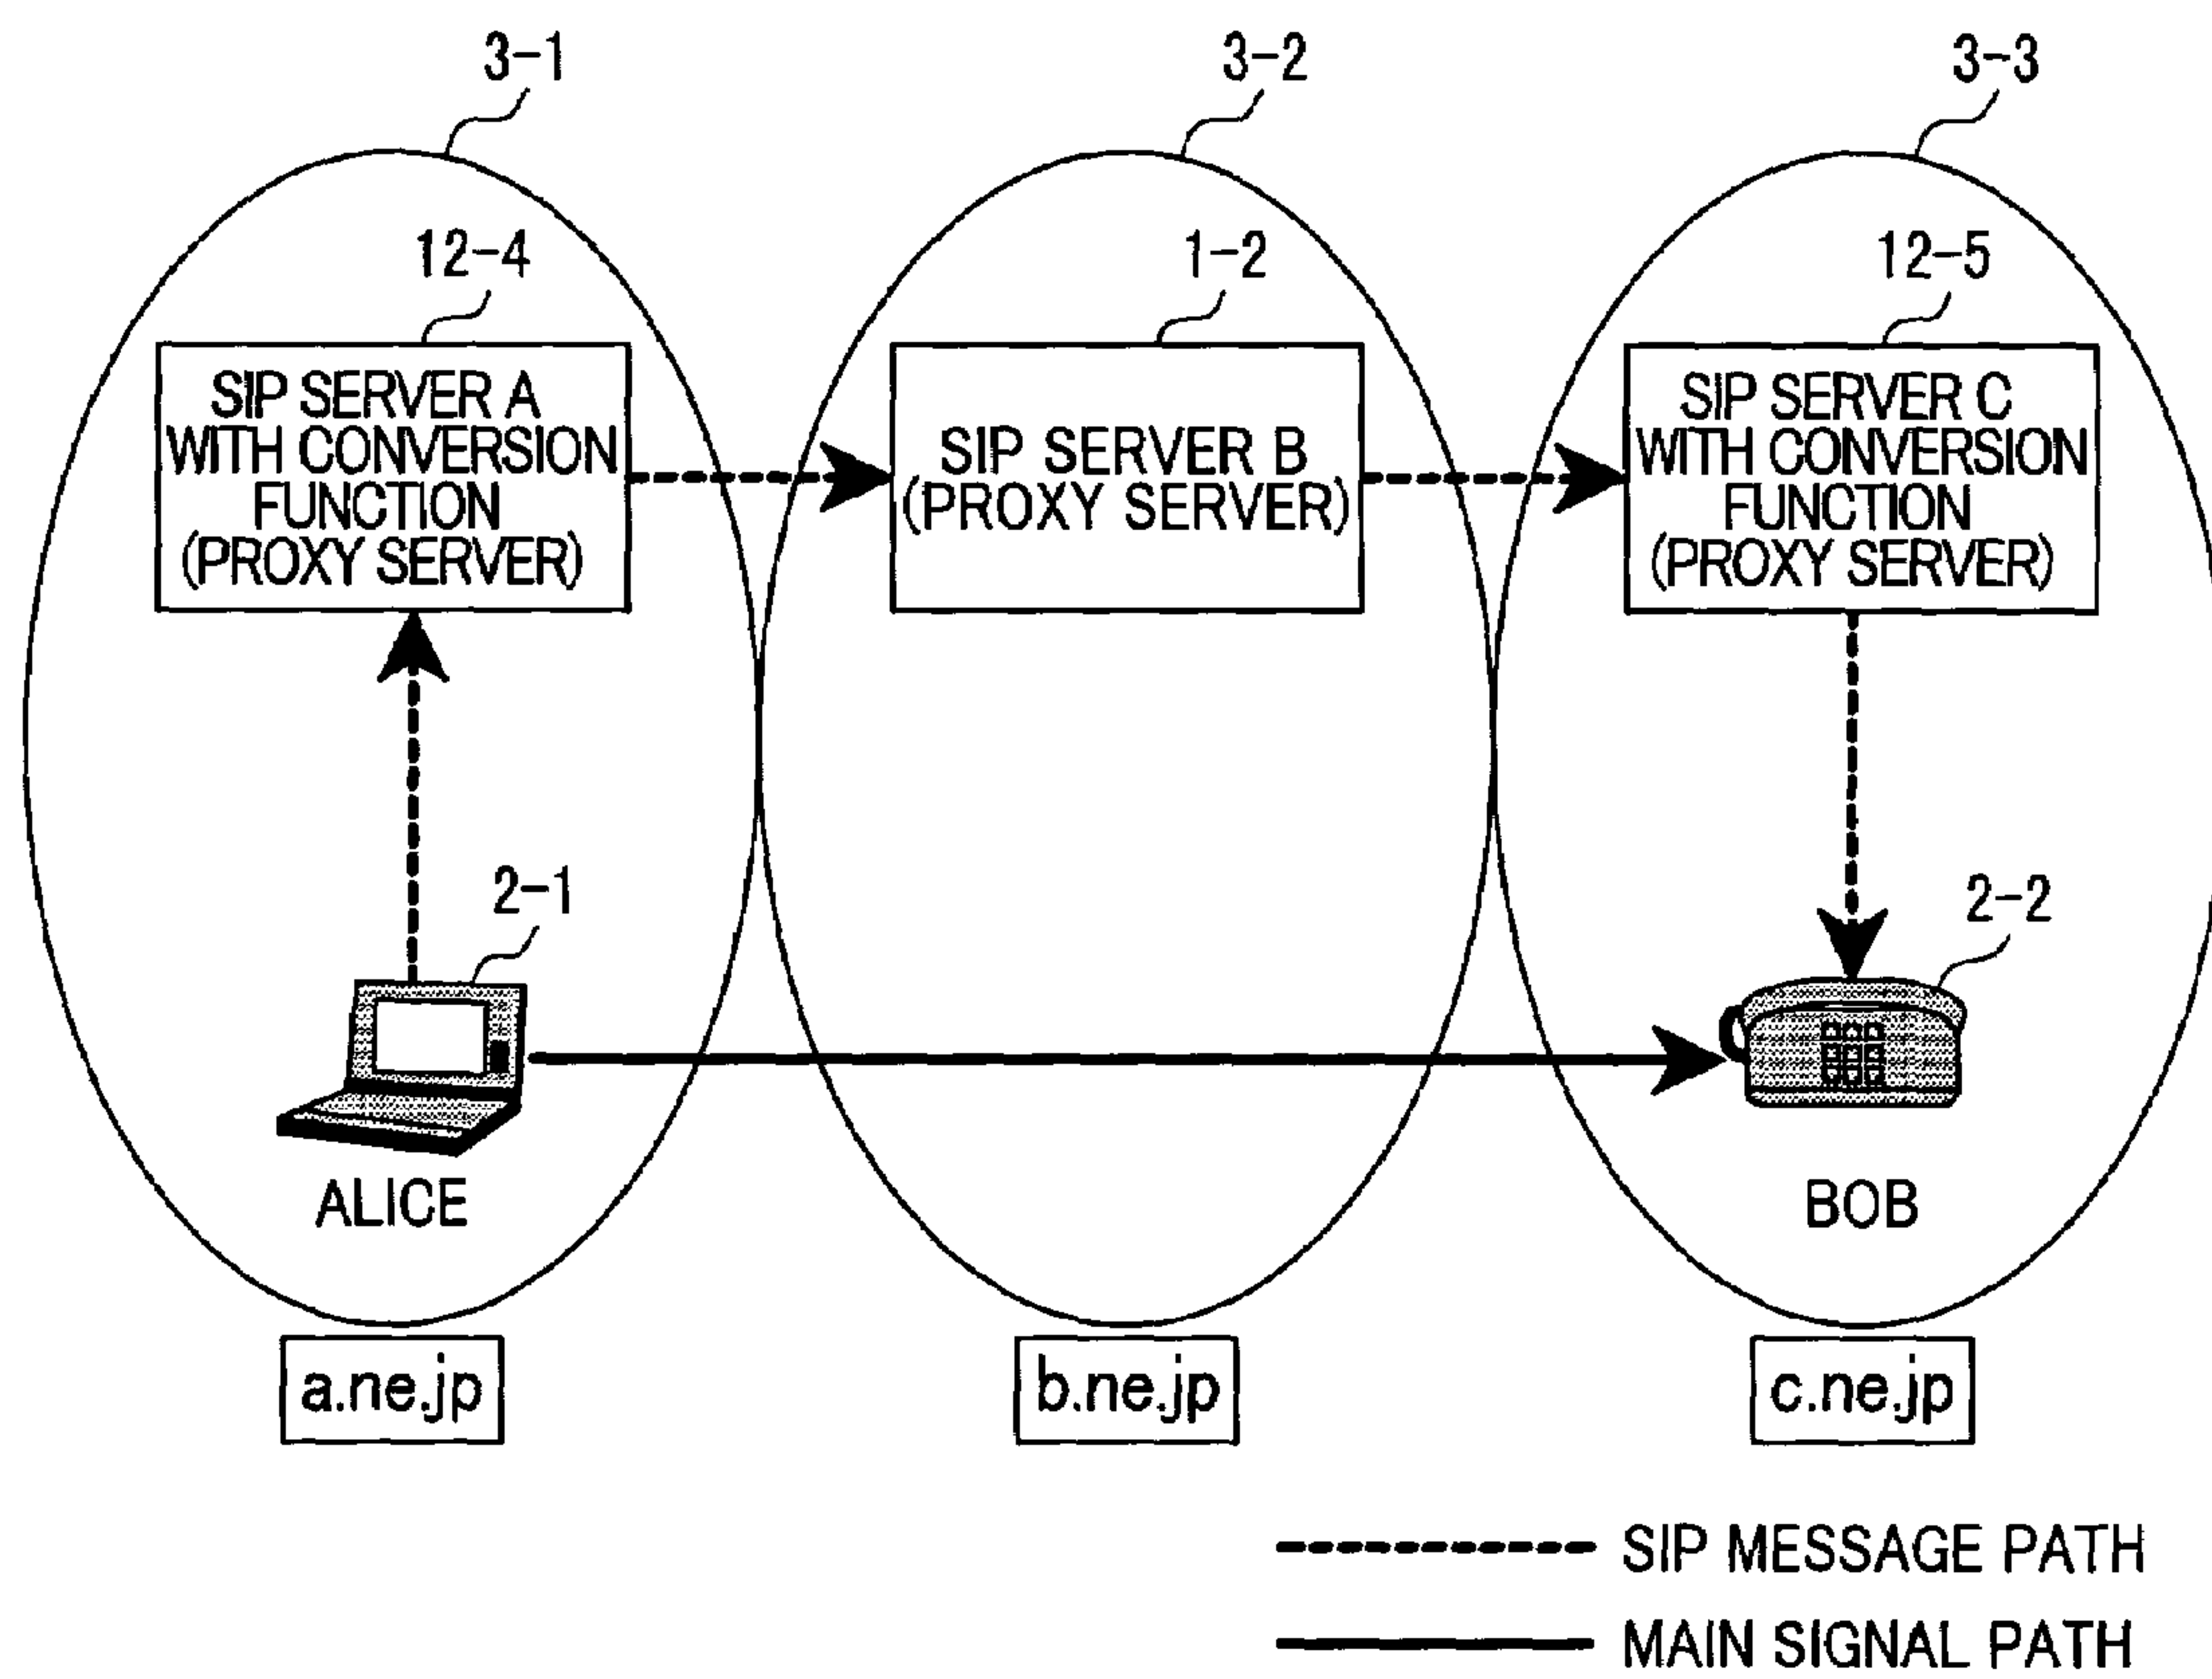 3-1
3-2
3-3
12-4
1-2
12-5
SIP SERVER A
WITH CONVERSION
FUNCTION
(PROXY SERVER)
SIP SERVER B
(PROXY SERVER)
SIP SERVER C
WITH CONVERSION
FUNCTION
(PROXY SERVER)
2-1
2-2
ALICE
BOB
a.ne.jp
b.ne.jp
c.ne.jp
SIP MESSAGE PATH
MAIN SIGNAL PATH